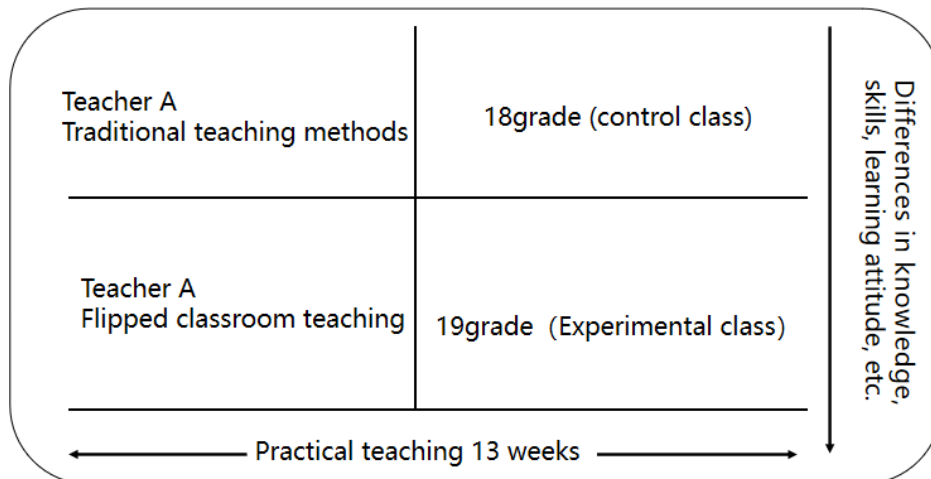 Teacher A
Traditional teaching methods
18grade (control class)
Teacher A
Flipped classroom teaching
19grade (Experimental class)
Practical teaching 13 weeks
Differences in knowledge,
skills, learning attitude, etc.